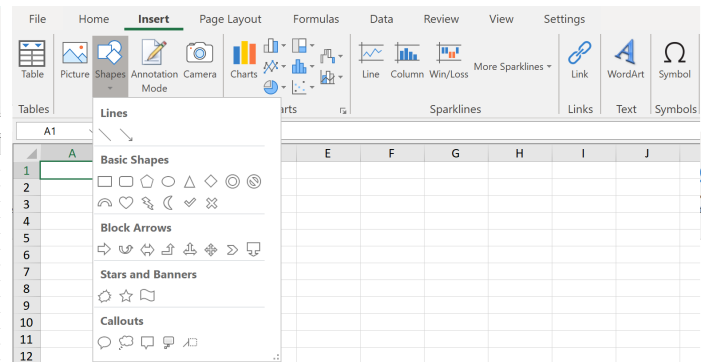 File Home Insert Page Layout Formulas Data Review View Settings
Table Picture Shapes Annotation Mode Camera Charts Line Column Win/Loss More Sparklines Link WordArt Symbol
Tables rts Sparklines Links Text Symbols
A1
Lines
A E F G H I J
1
Basic Shapes
2
3
4
Block Arrows
5
6
7
Stars and Banners
8
9
10
Callouts
11
12